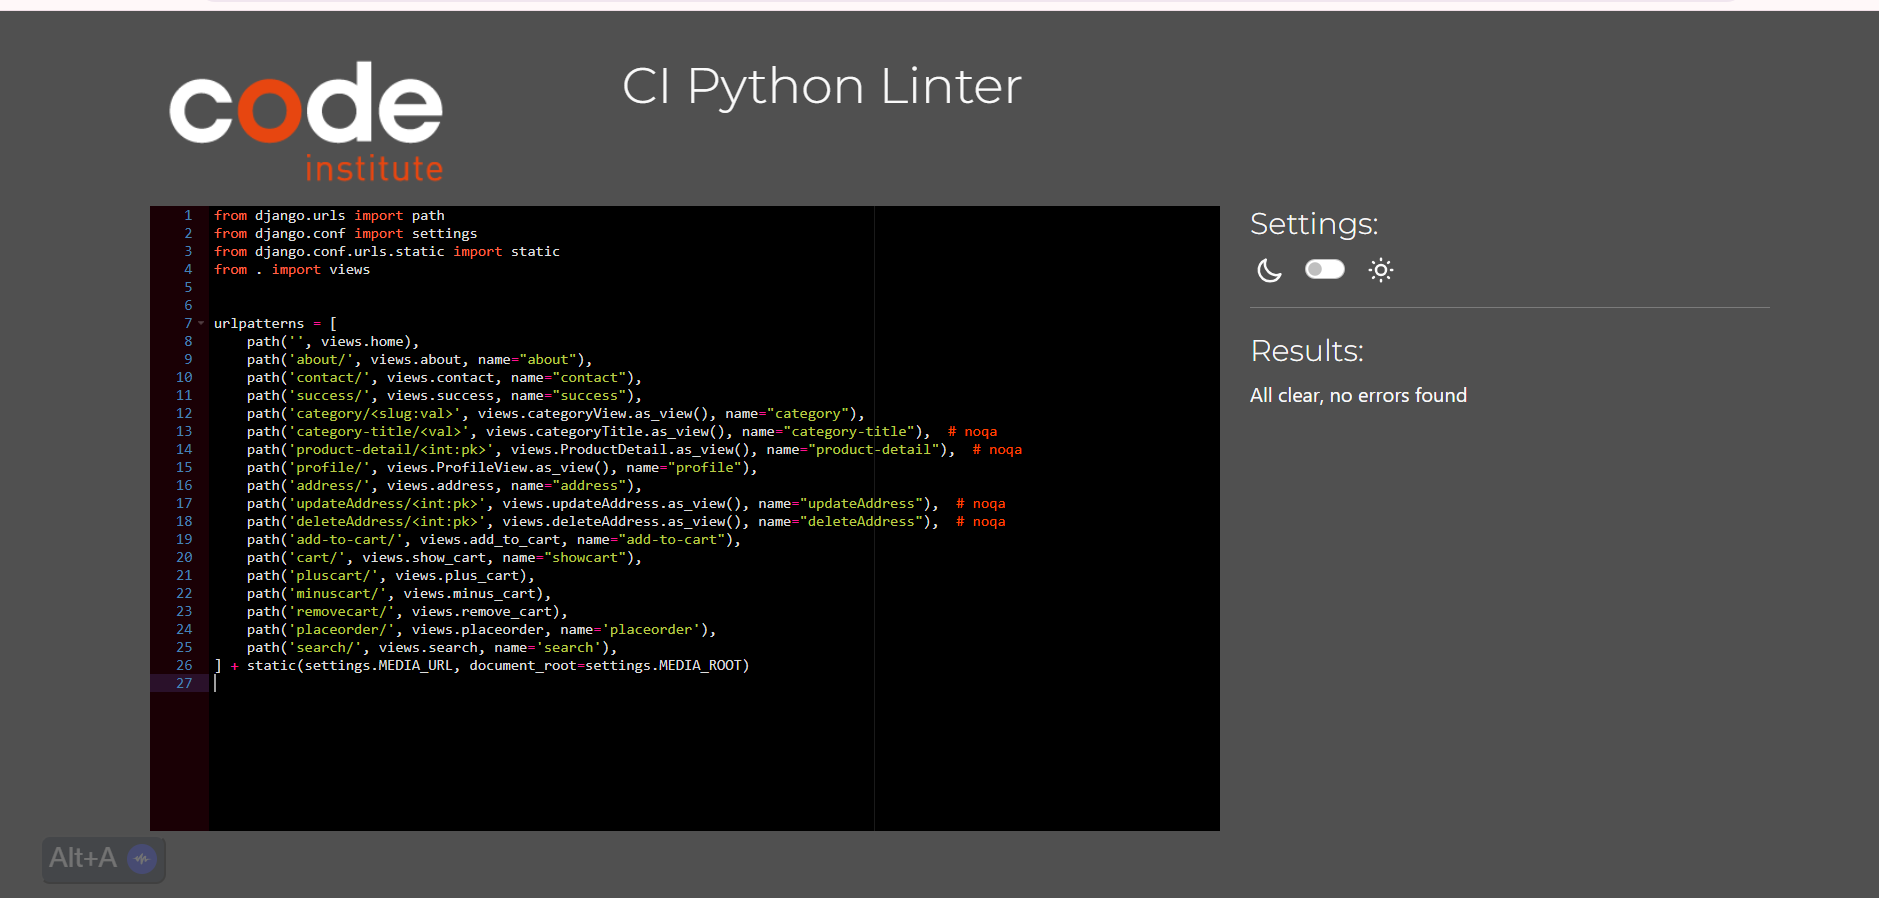 code
institute
CI Python Linter
1 from django.urls import path
2 from django.conf import settings
3 from django.conf.urls.static import static
4 from . import views
5
6
7 urlpatterns = [
8     path('', views.home),
9     path('about/', views.about, name="about"),
10     path('contact/', views.contact, name="contact"),
11     path('success/', views.success, name="success"),
12     path('category/<slug:val>', views.categoryView.as_view(), name="category"),
13     path('category-title/<val>', views.categoryTitle.as_view(), name="category-title"),  # noqa
14     path('product-detail/<int:pk>', views.ProductDetail.as_view(), name="product-detail"),  # noqa
15     path('profile/', views.ProfileView.as_view(), name="profile"),
16     path('address/', views.address, name="address"),
17     path('updateAddress/<int:pk>', views.updateAddress.as_view(), name="updateAddress"),  # noqa
18     path('deleteAddress/<int:pk>', views.deleteAddress.as_view(), name="deleteAddress"),  # noqa
19     path('add-to-cart/', views.add_to_cart, name="add-to-cart"),
20     path('cart/', views.show_cart, name="showcart"),
21     path('pluscart/', views.plus_cart),
22     path('minuscart/', views.minus_cart),
23     path('removecart/', views.remove_cart),
24     path('placeorder/', views.placeorder, name='placeorder'),
25     path('search/', views.search, name='search'),
26 ] + static(settings.MEDIA_URL, document_root=settings.MEDIA_ROOT)
27
Settings:
Results:
All clear, no errors found
Alt+A